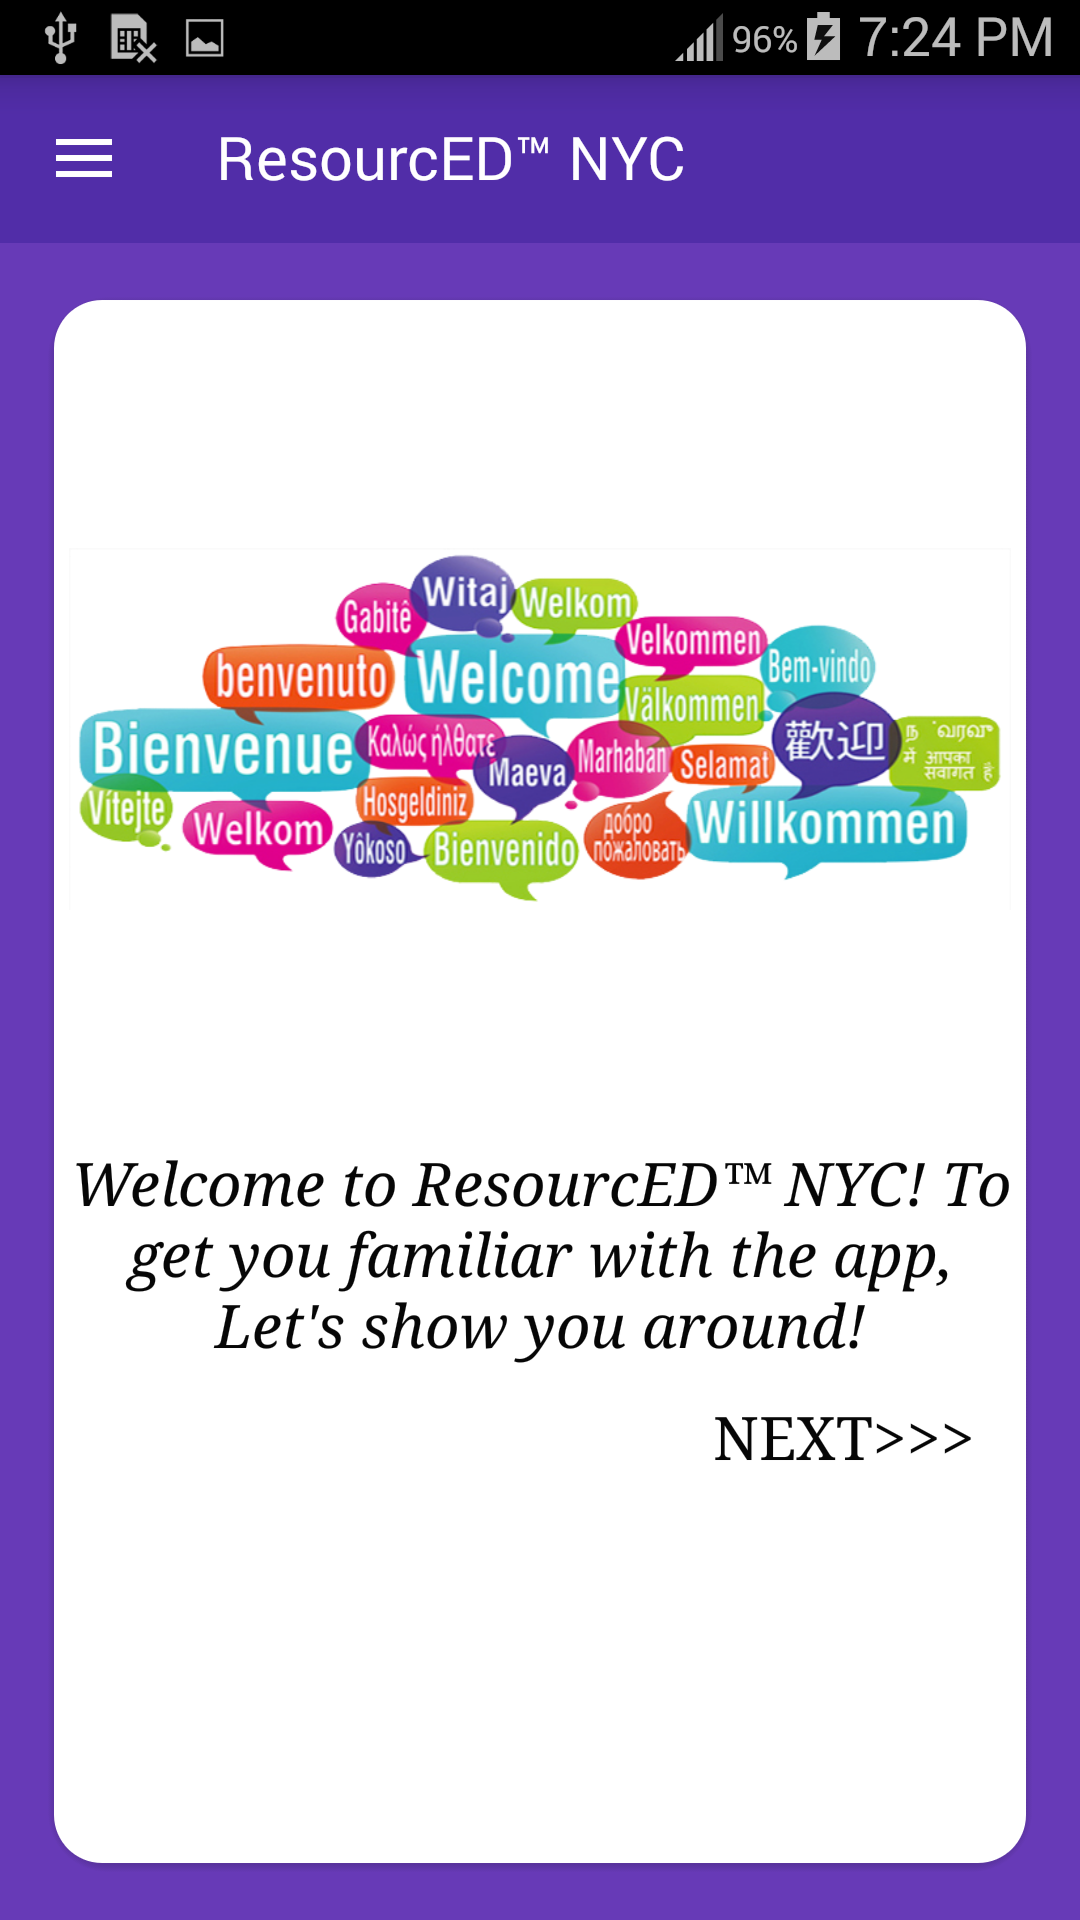 96% 7:24 PM
ResourcED™ NYC
Witaj
Gabitê
Welkom
Velkommen
benvenuto
Welcome
Bem-vindo
Välkommen
Bienvenue
Καλώς ήλθατε
Marhaban
歡迎
Maeva
Selamat
आपका
Vítejte
Hosgeldiniz
Welkom
Yôkoso
Bienvenido
добро
пожаловать
Willkommen
Welcome to ResourcED™ NYC! To
get you familiar with the app,
Let's show you around!
NEXT>>>